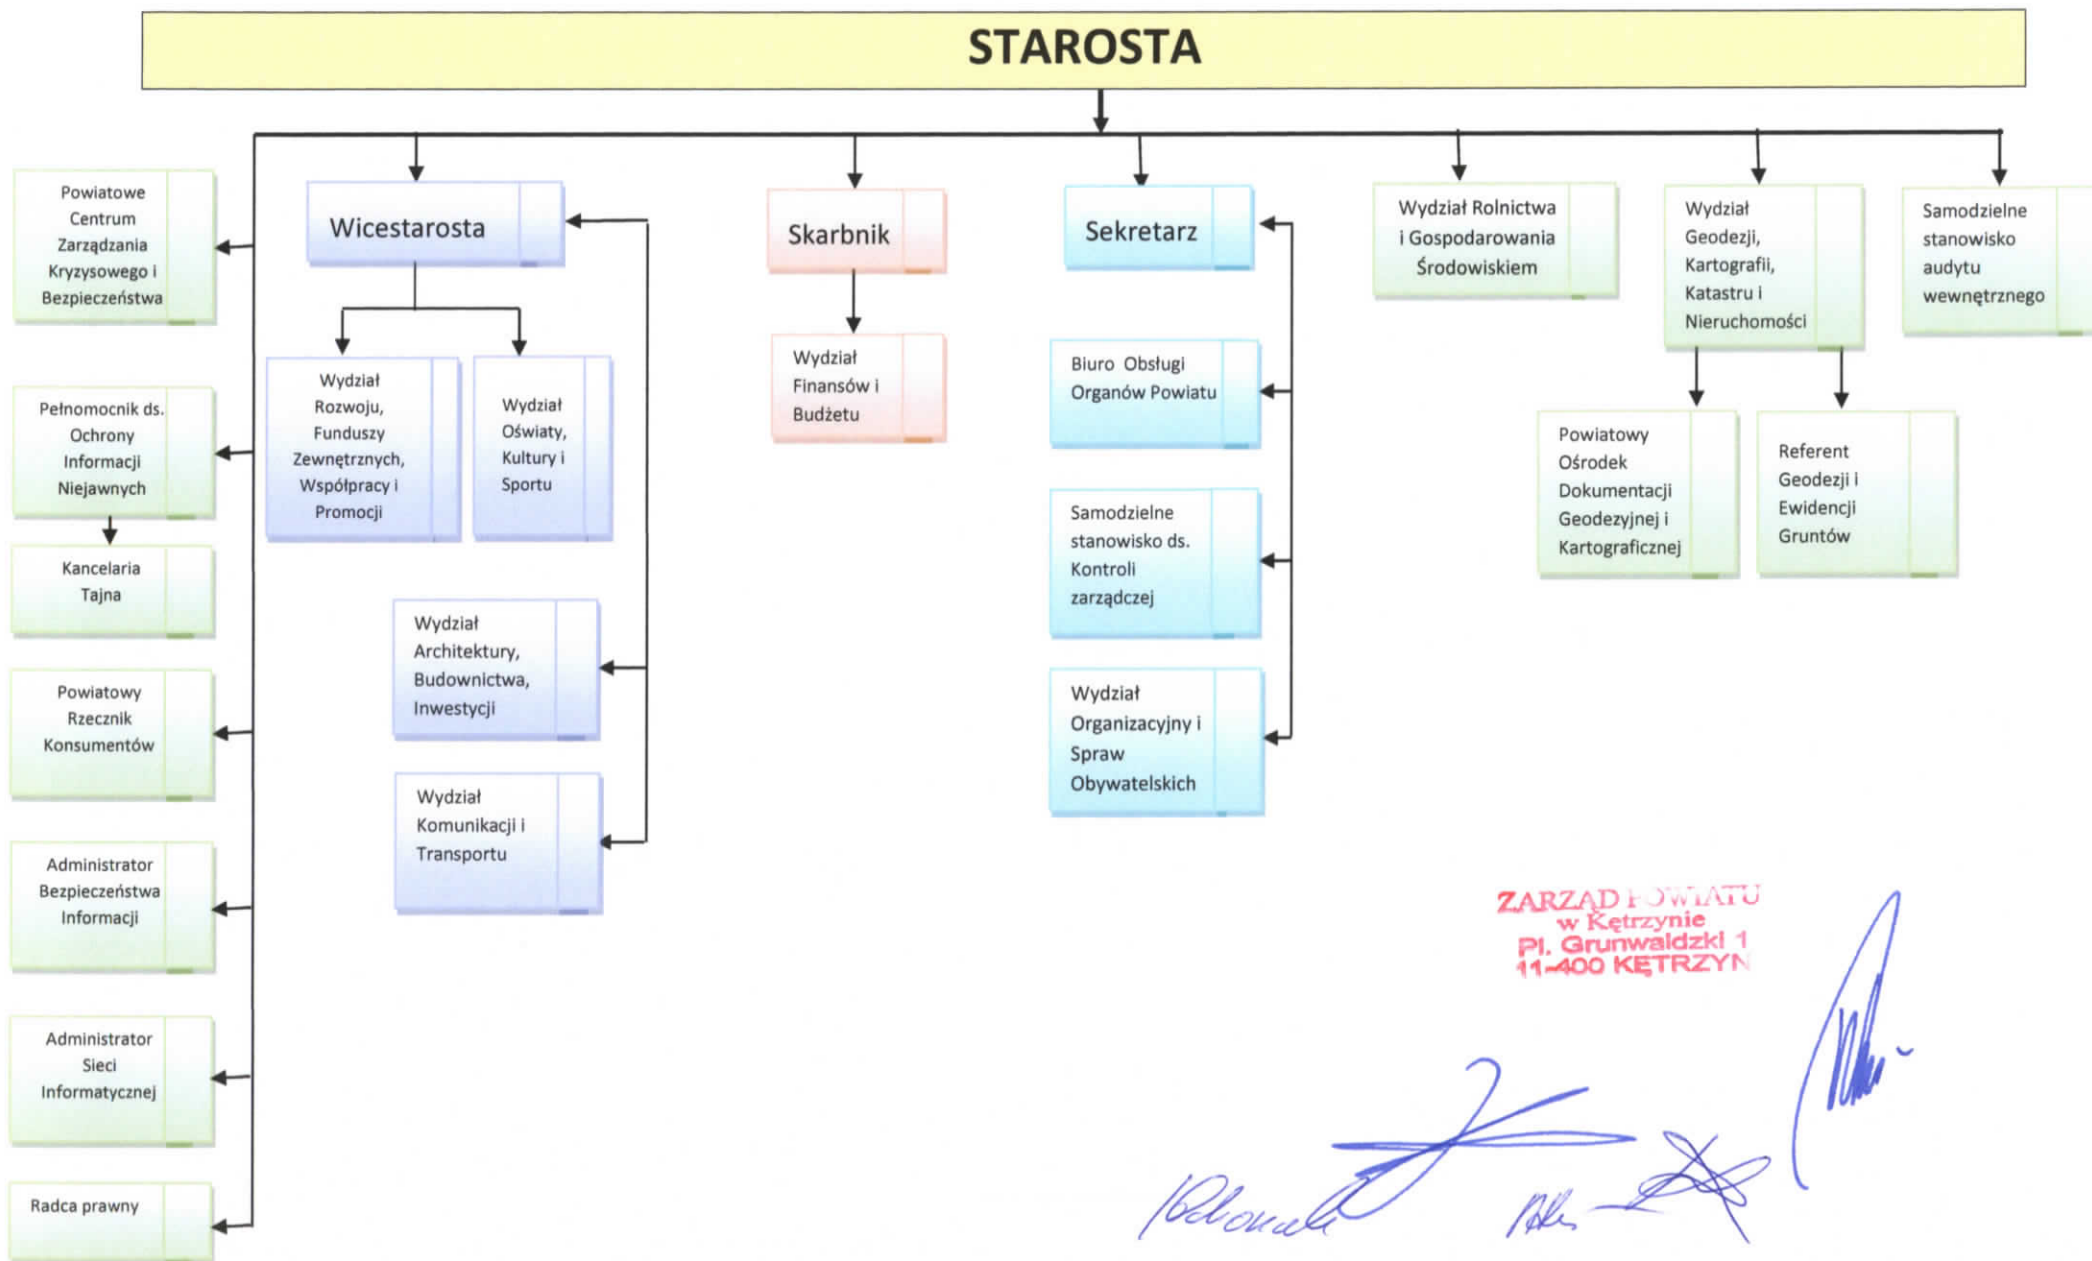 STAROSTA
Powiatowe
Centrum
Zarządzania
Kryzysowego i
Bezpieczeństwa
Pełnomocnik ds.
Ochrony
Informacji
Niejawnych
Kancelaria
Tajna
Powiatowy
Rzecznik
Konsumentów
Administrator
Bezpieczeństwa
Informacji
Administrator
Sieci
Informatycznej
Radca prawny
Wicestarosta
Wydział
Rozwoju,
Funduszy
Zewnętrznych,
Współpracy i
Promocji
Wydział
Oświaty,
Kultury i
Sportu
Wydział
Architektury,
Budownictwa,
Inwestycji
Wydział
Komunikacji i
Transportu
Skarbnik
Wydział
Finansów i
Budżetu
Sekretarz
Biuro Obsługi
Organów Powiatu
Samodzielne
stanowisko ds.
Kontroli
zarządczej
Wydział
Organizacyjny i
Spraw
Obywatelskich
Wydział Rolnictwa
i Gospodarowania
Środowiskiem
Wydział
Geodezji,
Kartografii,
Katastru i
Nieruchomości
Powiatowy
Ośrodek
Dokumentacji
Geodezyjnej i
Kartograficznej
Referent
Geodezji i
Ewidencji
Gruntów
Samodzielne
stanowisko
audytu
wewnętrznego
ZARZĄD POWIATU
w Kętrzynie
Pl. Grunwaldzki 1
11-400 KĘTRZYN